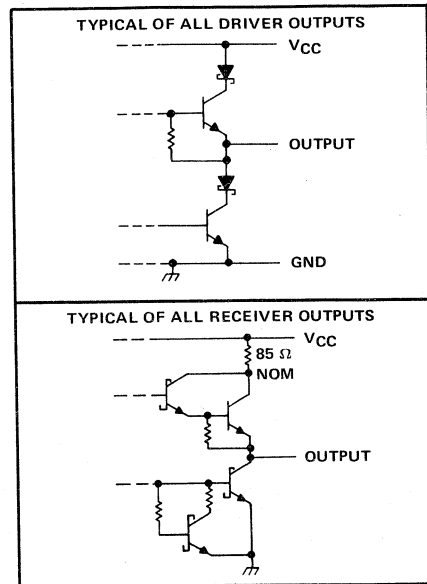 TYPICAL OF ALL DRIVER OUTPUTS
VCC
OUTPUT
GND
TYPICAL OF ALL RECEIVER OUTPUTS
VCC
85 Ω
NOM
OUTPUT